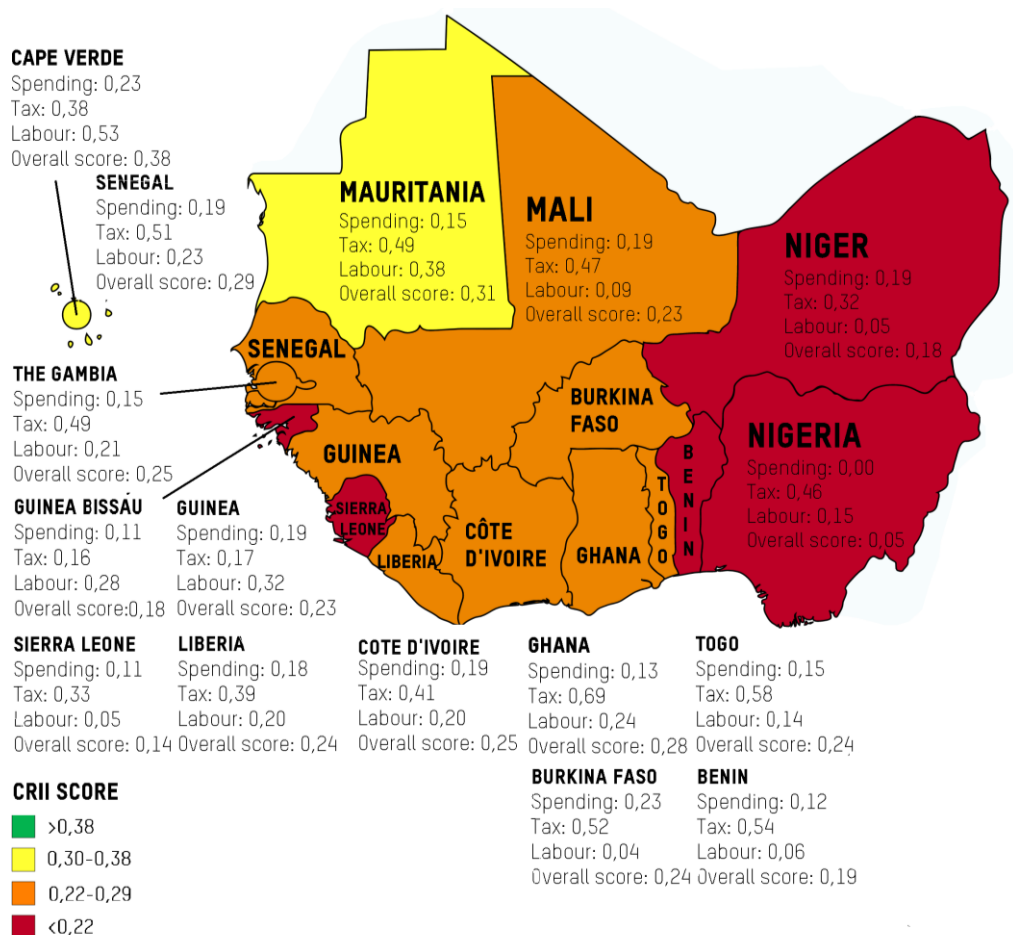 CAPE VERDE
Spending: 0,23
Tax: 0,38
Labour: 0,53
Overall score: 0,38
SENEGAL
Spending: 0,19
Tax: 0,51
Labour: 0,23
Overall score: 0,29
MAURITANIA
Spending: 0,15
Tax: 0,49
Labour: 0,38
Overall score: 0,31
MALI
Spending: 0,19
Tax: 0,47
Labour: 0,09
Overall score: 0,23
NIGER
Spending: 0,19
Tax: 0,32
Labour: 0,05
Overall score: 0,18
SENEGAL
THE GAMBIA
Spending: 0,15
Tax: 0,49
Labour: 0,21
Overall score: 0,25
BURKINA
FASO
NIGERIA
Spending: 0,00
Tax: 0,46
Labour: 0,15
Overall score: 0,05
GUINEA
SIERRA
LEONE
LIBERIA
CÔTE
D'IVOIRE
GHANA
TOGO
BENIN
GUINEA BISSAU
Spending: 0,11
Tax: 0,16
Labour: 0,28
Overall score:0,18
GUINEA
Spending: 0,19
Tax: 0,17
Labour: 0,32
Overall score: 0,23
SIERRA LEONE
Spending: 0,11
Tax: 0,33
Labour: 0,05
Overall score: 0,14
LIBERIA
Spending: 0,18
Tax: 0,39
Labour: 0,20
Overall score: 0,24
COTE D'IVOIRE
Spending: 0,19
Tax: 0,41
Labour: 0,20
Overall score: 0,25
GHANA
Spending: 0,13
Tax: 0,69
Labour: 0,24
Overall score: 0,28
TOGO
Spending: 0,15
Tax: 0,58
Labour: 0,14
Overall score: 0,24
BURKINA FASO
Spending: 0,23
Tax: 0,52
Labour: 0,04
Overall score: 0,24
BENIN
Spending: 0,12
Tax: 0,54
Labour: 0,06
Overall score: 0,19
CRII SCORE
>0,38
0,30-0,38
0,22-0,29
<0,22